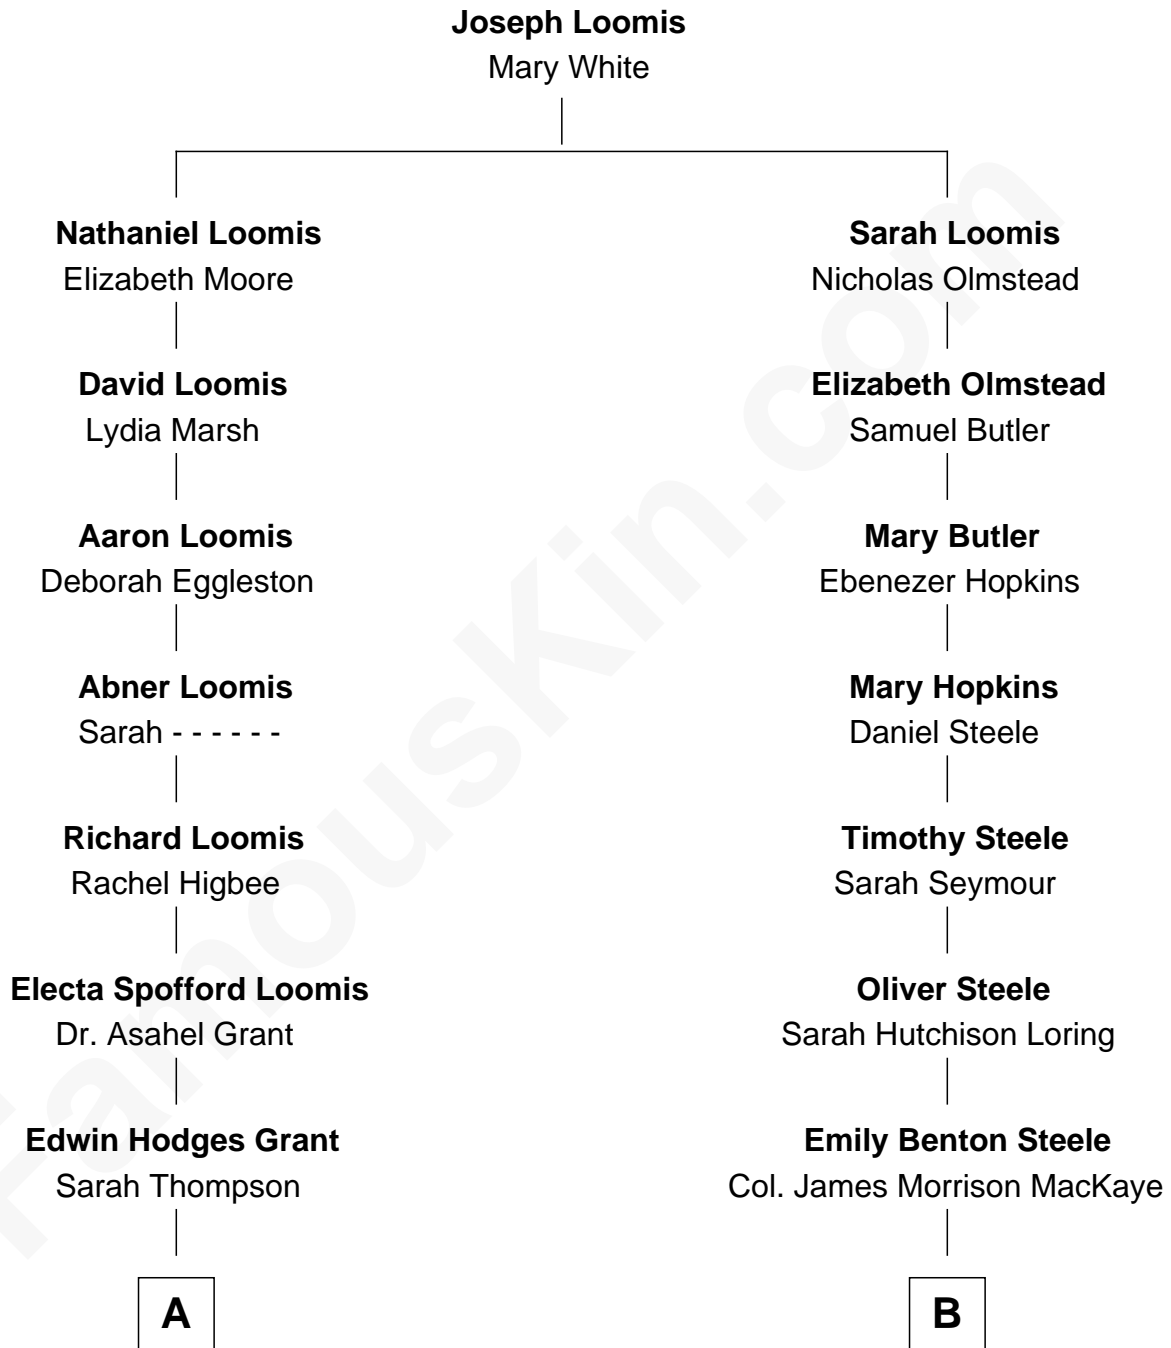 Joseph Loomis
Mary White
Nathaniel Loomis
Elizabeth Moore
David Loomis
Lydia Marsh
Aaron Loomis
Deborah Eggleston
Abner Loomis
Sarah - - - - - -
Richard Loomis
Rachel Higbee
Electa Spofford Loomis
Dr. Asahel Grant
Edwin Hodges Grant
Sarah Thompson
A
Sarah Loomis
Nicholas Olmstead
Elizabeth Olmstead
Samuel Butler
Mary Butler
Ebenezer Hopkins
Mary Hopkins
Daniel Steele
Timothy Steele
Sarah Seymour
Oliver Steele
Sarah Hutchison Loring
Emily Benton Steele
Col. James Morrison MacKaye
B
FamousKin.com